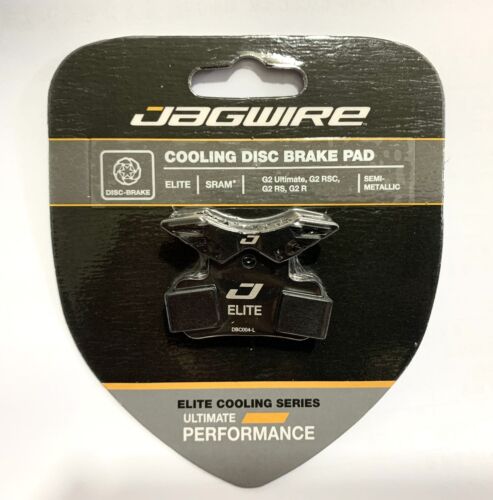 JAGWIRE
COOLING DISC BRAKE PAD
DISC-BRAKE
ELITE
SRAM®
G2 Ultimate, G2 RSC,
G2 RS, G2 R
SEMI-
METALLIC
J
J
ELITE
DBC004-L
ELITE COOLING SERIES
ULTIMATE
PERFORMANCE